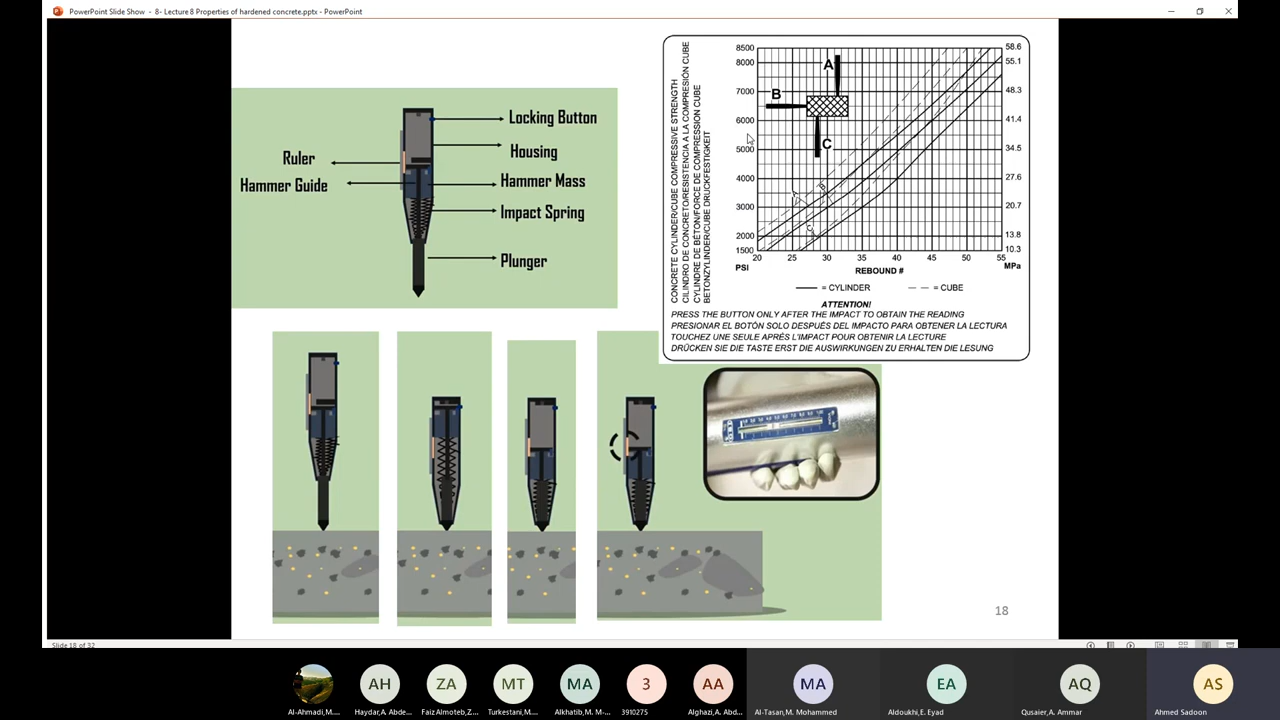 PowerPoint Slide Show - 8- Lecture 8 Properties of hardened concrete.pptx - PowerPoint
Locking Button
Housing
Ruler
Hammer Guide
Hammer Mass
Impact Spring
Plunger
CONCRETE CYLINDER/CUBE COMPRESSIVE STRENGTH
CILINDRO DE CONCRETO/RESISTENCIA A LA COMPRESIÓN CUBE
CYLINDRE DE BÉTON/FORCE DE COMPRESSION CUBE
BETONZYLINDER/CUBE DRUCKFESTIGKEIT
8500
8000
7000
6000
5000
4000
3000
2000
1500
PSI
58.6
55.1
48.3
41.4
34.5
27.6
20.7
13.8
10.3
MPa
A
B
C
A
B
C
20 25 30 35 40 45 50 55
REBOUND #
= CYLINDER
= CUBE
ATTENTION!
PRESS THE BUTTON ONLY AFTER THE IMPACT TO OBTAIN THE READING
PRESIONAR EL BOTÓN SOLO DESPUÉS DEL IMPACTO PARA OBTENER LA LECTURA
TOUCHEZ UNE SEULE APRÉS L'IMPACT POUR OBTENIR LA LECTURE
DRÜCKEN SIE DIE TASTE ERST DIE AUSWIRKUNGEN ZU ERHALTEN DIE LESUNG
18
Slide 18 of 32
AH
ZA
MT
MA
3
AA
MA
EA
AQ
AS
Al-Ahmadi,M....
Haydar,A. Abde...
Faiz Almoteb,Z...
Turkestani,M....
Alkhatib, M. M-...
3910275
Alghazi,A. Abd...
Al-Tasan,M. Mohammed
Aldoukhi,E. Eyad
Qusaier,A. Ammar
Ahmed Sadoon